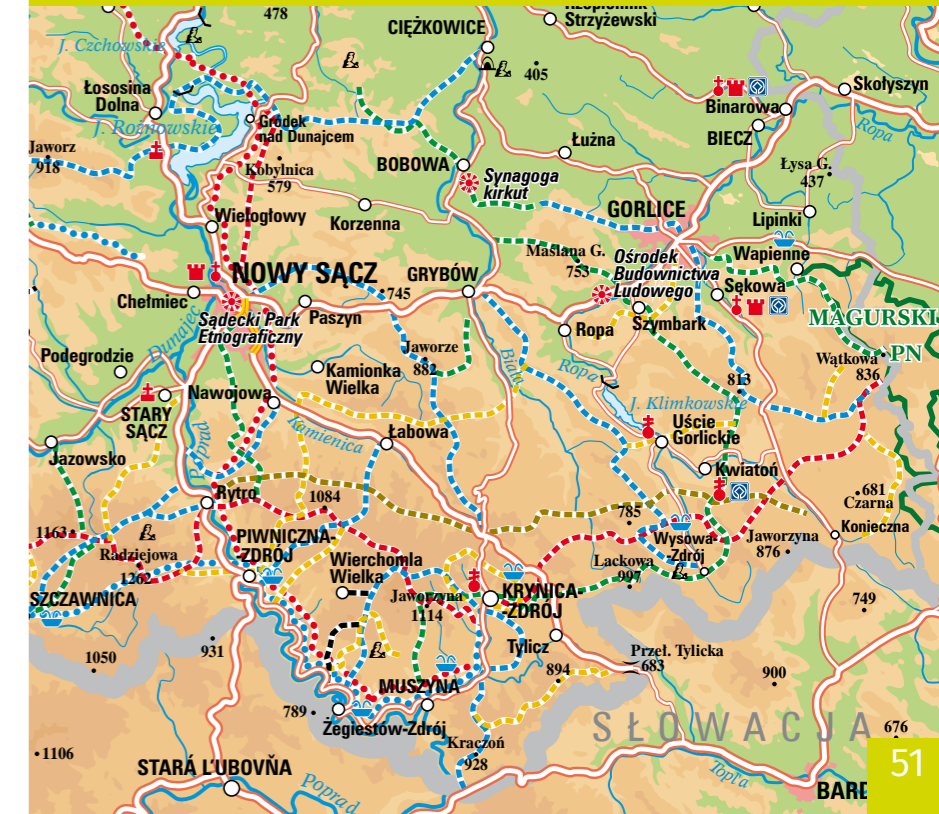 478
CIĘŻKOWICE
Strzyżewski
J. Czchowskie
405
Skołyszyn
Łososina
Dolna
Binarowa
Gródek
nad Dunajcem
J. Rożnowskie
BIECZ
Ropa
Łużna
Jaworz
918
Kobylnica
579
BOBOWA
Synagoga
kirkut
Łysa G.
437
Wielogłowy
Korzenna
GORLICE
Lipinki
Maślana G.
753
Ośrodek
Budownictwa
Ludowego
Wapienne
NOWY SĄCZ
GRYBÓW
Sękowa
Chełmiec
745
Paszyn
Sądecki Park
Etnograficzny
Dunajec
Ropa
Szymbark
MAGURSKI
PN
Podegrodzie
Jaworze
882
Biała
Wątkowa
836
Kamionka
Wielka
Ropa
813
Nawojowa
J. Klimkowskie
STARY
SĄCZ
Uście
Gorlickie
Kamienica
Łabowa
Poprad
Jazowsko
Kwiatoń
Rytro
1084
681
Czarna
785
1163
PIWNICZNA-
-ZDRÓJ
Wysowa
-Zdrój
Jaworzyna
876
Konieczna
Radziejowa
1262
Wierchomla
Wielka
Lackowa
997
SZCZAWNICA
Jaworzyna
1114
KRYNICA-
-ZDRÓJ
749
Tylicz
931
1050
Przeł. Tylicka
683
894
900
MUSZYNA
789
Żegiestów-Zdrój
SŁOWACJA
676
Kraczoń
928
1106
51
STARÁ ĽUBOVŇA
Poprad
Topľa
BARD